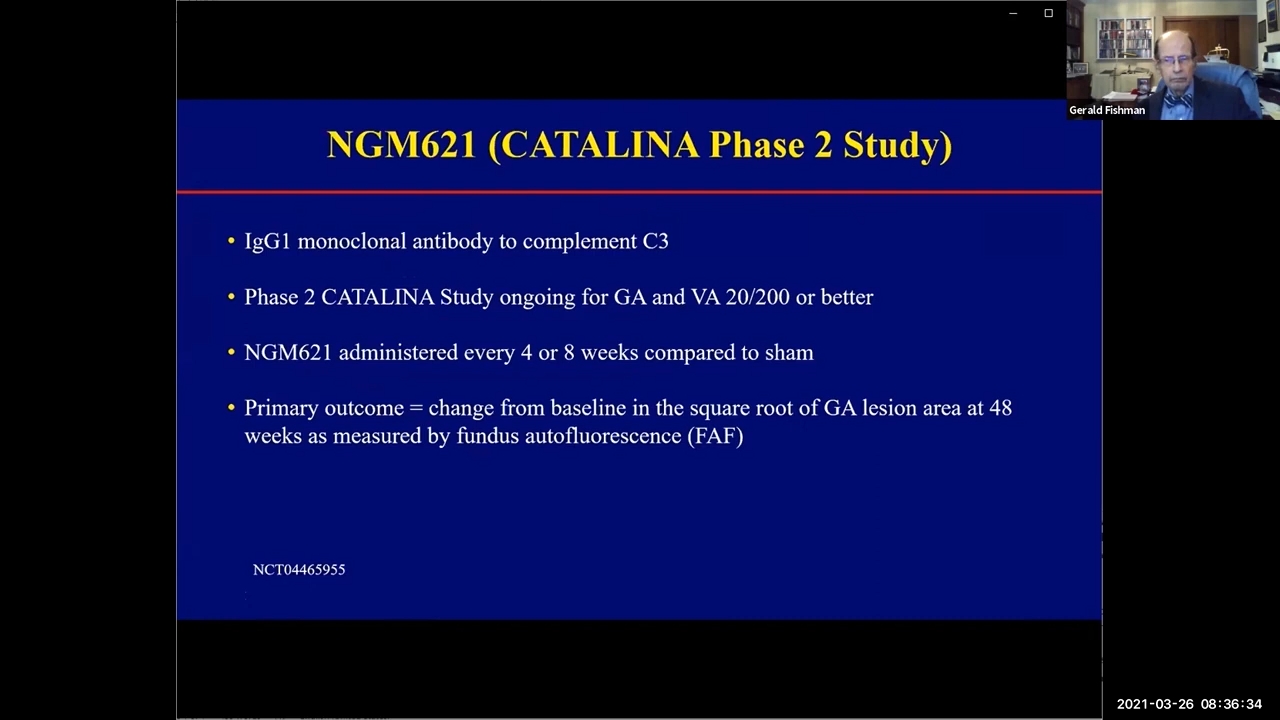 Gerald Fishman
NGM621 (CATALINA Phase 2 Study)
• IgG1 monoclonal antibody to complement C3
• Phase 2 CATALINA Study ongoing for GA and VA 20/200 or better
• NGM621 administered every 4 or 8 weeks compared to sham
• Primary outcome = change from baseline in the square root of GA lesion area at 48
weeks as measured by fundus autofluorescence (FAF)
NCT04465955
2021-03-26 08:36:34